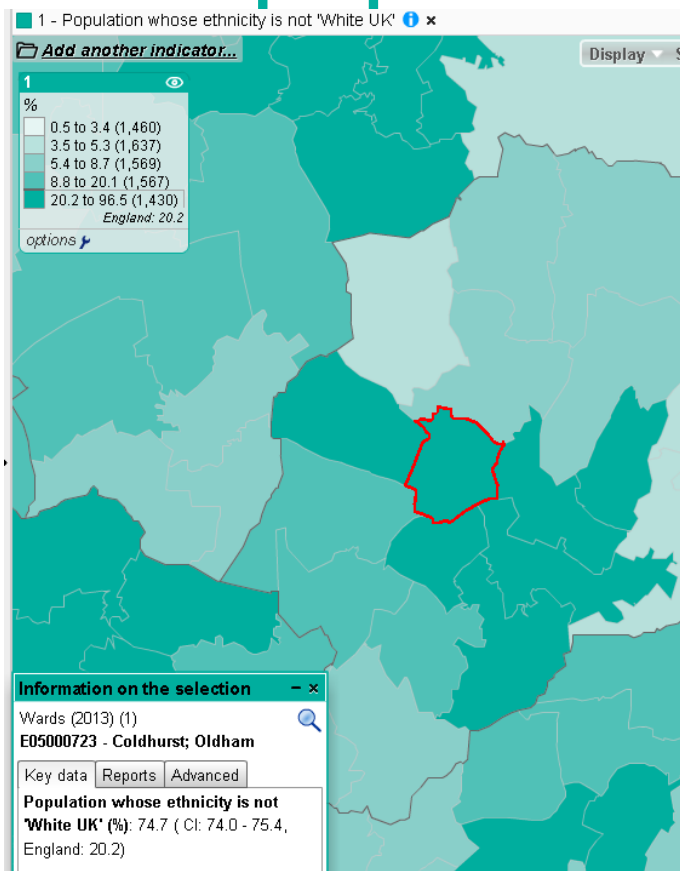 1 - Population whose ethnicity is not 'White UK' i ×
Add another indicator...
Display
1
%
0.5 to 3.4 (1,460)
3.5 to 5.3 (1,637)
5.4 to 8.7 (1,569)
8.8 to 20.1 (1,567)
20.2 to 96.5 (1,430)
England: 20.2
options
Information on the selection - ×
Wards (2013) (1)
E05000723 - Coldhurst; Oldham
Key data Reports Advanced
Population whose ethnicity is not
'White UK' (%): 74.7 ( CI: 74.0 - 75.4,
England: 20.2)